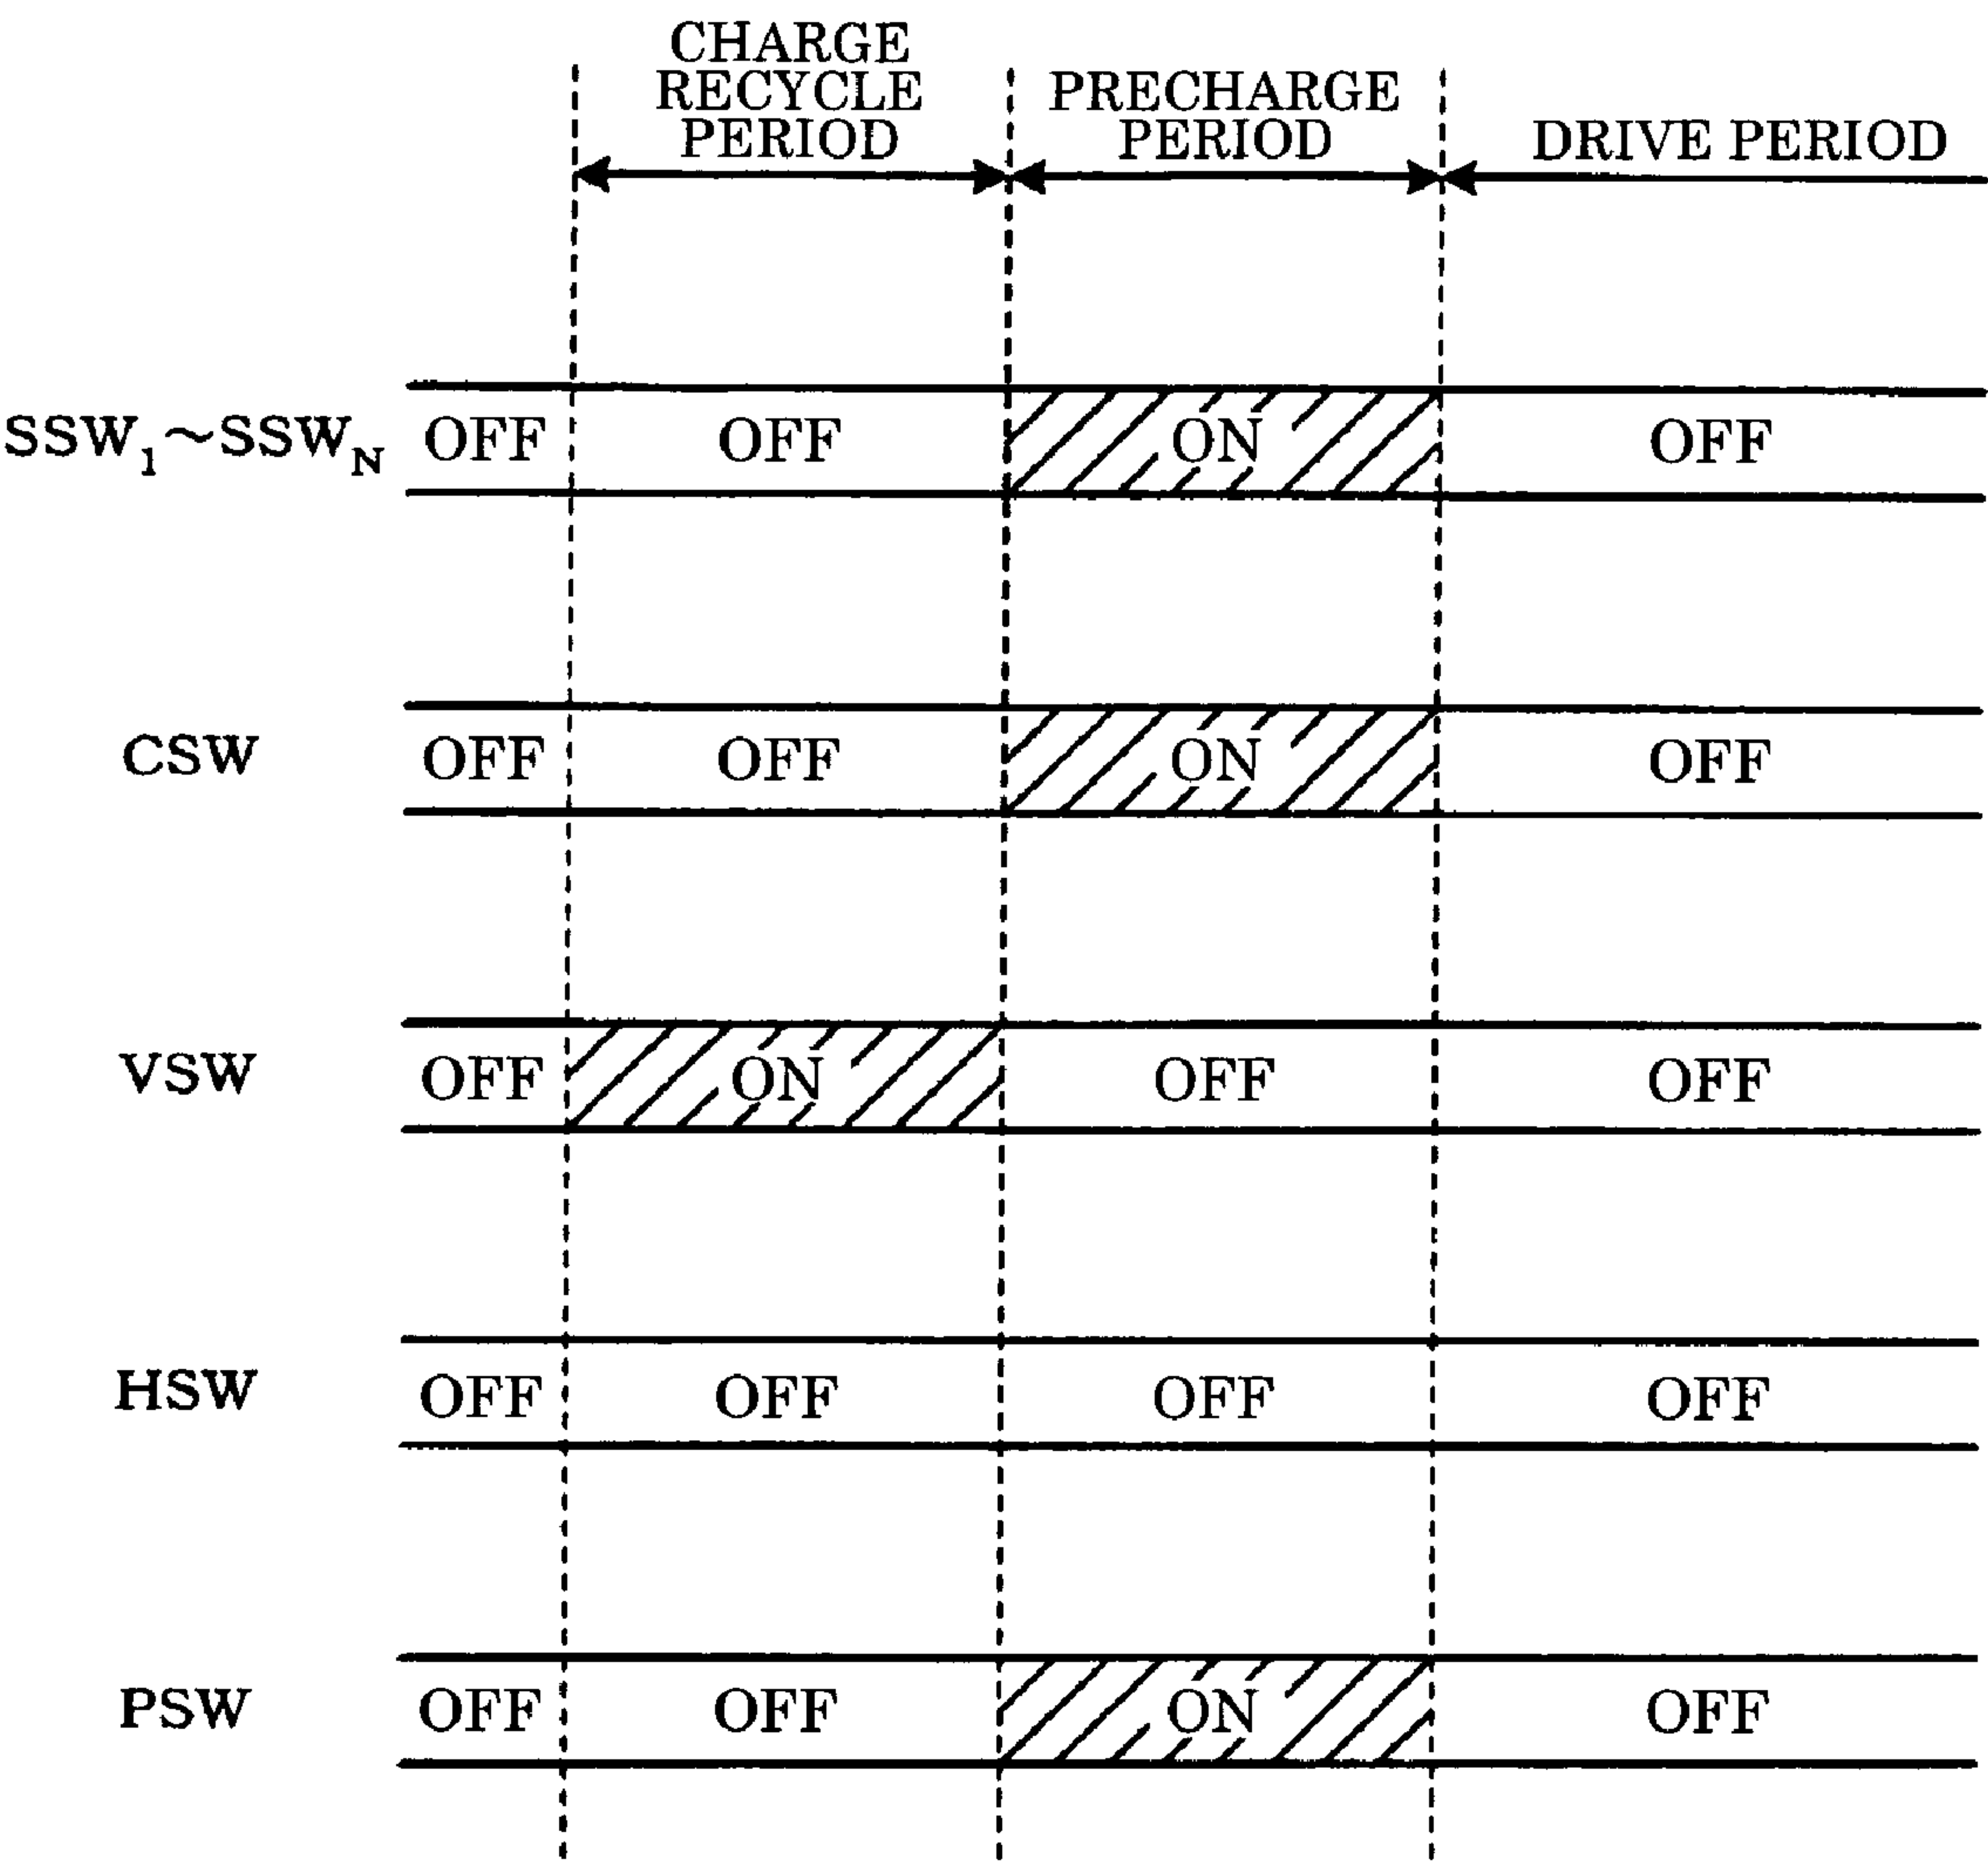 CHARGE
RECYCLE
PERIOD
PRECHARGE
PERIOD
DRIVE PERIOD
SSW1~SSWN OFF OFF ON OFF
CSW OFF OFF ON OFF
VSW OFF ON OFF OFF
HSW OFF OFF OFF OFF
PSW OFF OFF ON OFF